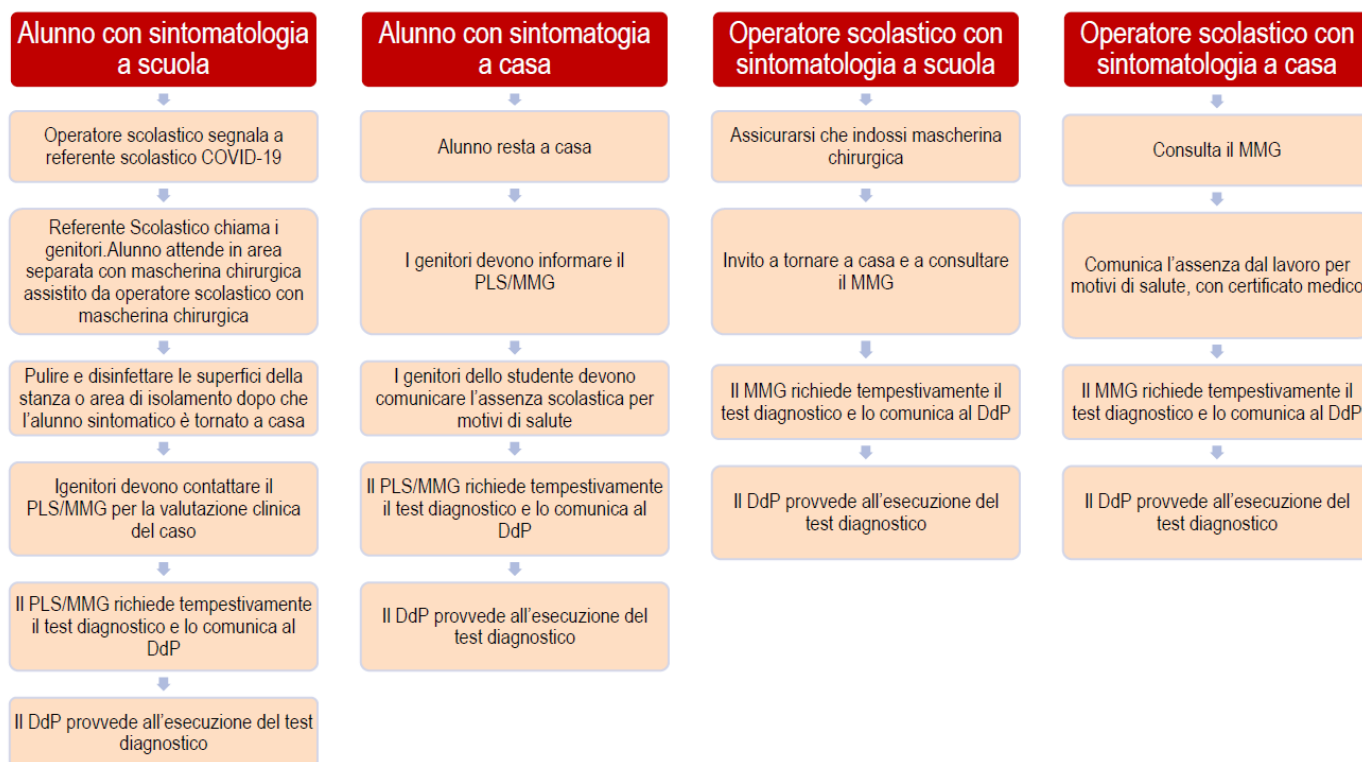 Alunno con sintomatologia
a scuola
Operatore scolastico segnala a
referente scolastico COVID-19
Referente Scolastico chiama i
genitori.Alunno attende in area
separata con mascherina chirurgica
assistito da operatore scolastico con
mascherina chirurgica
Pulire e disinfettare le superfici della
stanza o area di isolamento dopo che
l'alunno sintomatico è tornato a casa
Igenitori devono contattare il
PLS/MMG per la valutazione clinica
del caso
Il PLS/MMG richiede tempestivamente
il test diagnostico e lo comunica al
DdP
Il DdP provvede all'esecuzione del test
diagnostico
Alunno con sintomatogia
a casa
Alunno resta a casa
I genitori devono informare il
PLS/MMG
I genitori dello studente devono
comunicare l'assenza scolastica per
motivi di salute
Il PLS/MMG richiede tempestivamente
il test diagnostico e lo comunica al
DdP
Il DdP provvede all'esecuzione del
test diagnostico
Operatore scolastico con
sintomatologia a scuola
Assicurarsi che indossi mascherina
chirurgica
Invito a tornare a casa e a consultare
il MMG
Il MMG richiede tempestivamente il
test diagnostico e lo comunica al DdP
Il DdP provvede all'esecuzione del
test diagnostico
Operatore scolastico con
sintomatologia a casa
Consulta il MMG
Comunica l'assenza dal lavoro per
motivi di salute, con certificato medico
Il MMG richiede tempestivamente il
test diagnostico e lo comunica al DdP
Il DdP provvede all'esecuzione del
test diagnostico